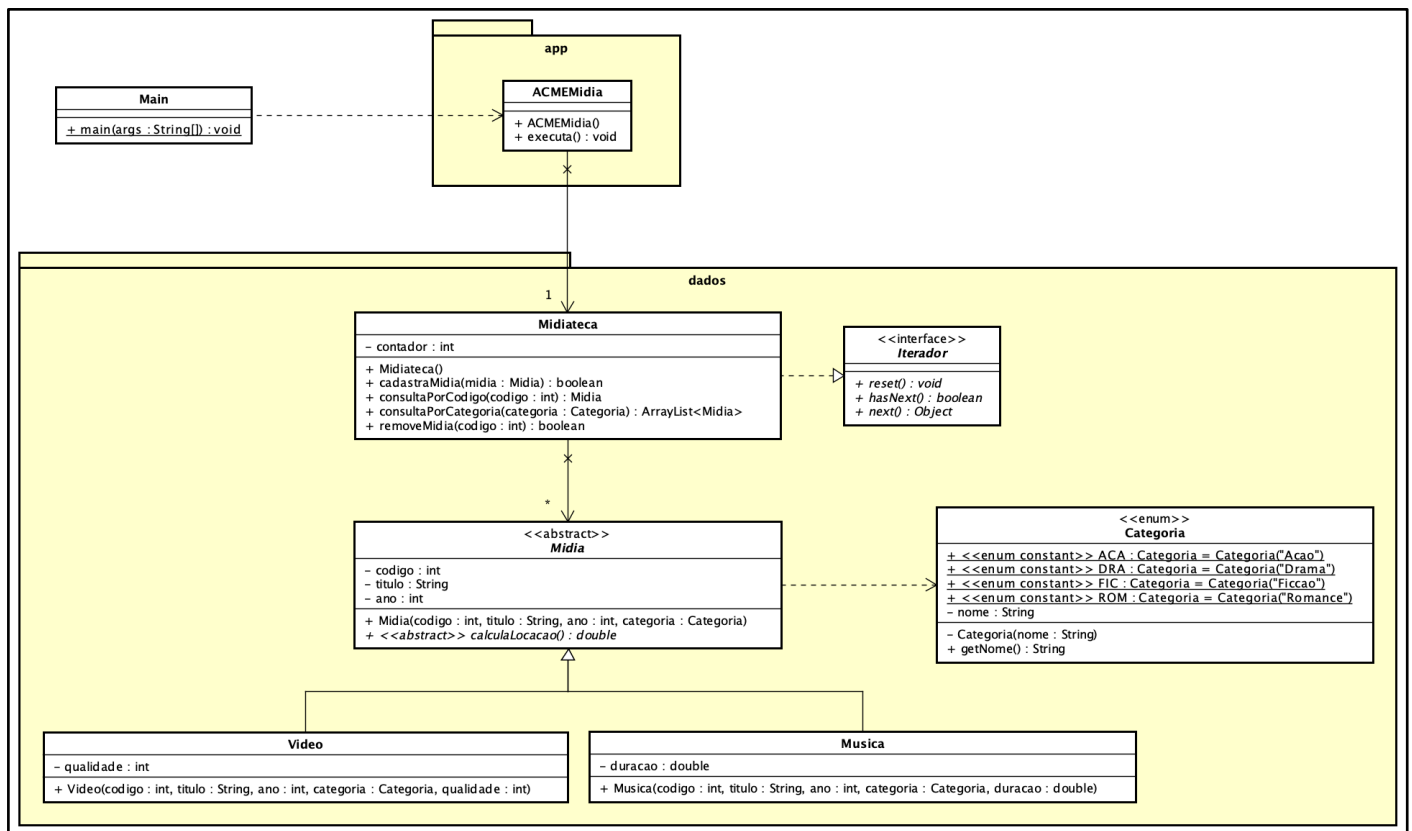 app
Main
+ main(args : String[]) : void
ACMEMidia
+ ACMEMidia()
+ executa() : void
dados
1
Midiateca
– contador : int
+ Midiateca()
+ cadastraMidia(midia : Midia) : boolean
+ consultaPorCodigo(codigo : int) : Midia
+ consultaPorCategoria(categoria : Categoria) : ArrayList<Midia>
+ removeMidia(codigo : int) : boolean
<<interface>>
Iterador
+ reset() : void
+ hasNext() : boolean
+ next() : Object
*
<<abstract>>
Midia
– codigo : int
– titulo : String
– ano : int
+ Midia(codigo : int, titulo : String, ano : int, categoria : Categoria)
+ <<abstract>> calculaLocacao() : double
<<enum>>
Categoria
+ <<enum constant>> ACA : Categoria = Categoria("Acao")
+ <<enum constant>> DRA : Categoria = Categoria("Drama")
+ <<enum constant>> FIC : Categoria = Categoria("Ficcao")
+ <<enum constant>> ROM : Categoria = Categoria("Romance")
– nome : String
– Categoria(nome : String)
+ getNome() : String
Video
– qualidade : int
+ Video(codigo : int, titulo : String, ano : int, categoria : Categoria, qualidade : int)
Musica
– duracao : double
+ Musica(codigo : int, titulo : String, ano : int, categoria : Categoria, duracao : double)